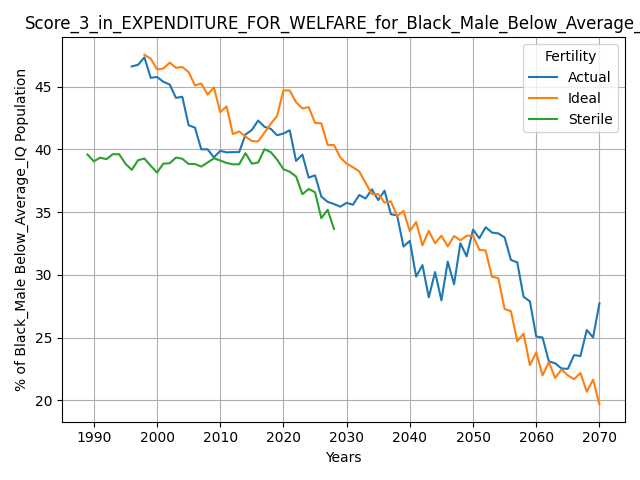 Score_3_in_EXPENDITURE_FOR_WELFARE_for_Black_Male_Below_Average_
Fertility
Actual
Ideal
Sterile
% of Black_Male Below_Average_IQ Population
45
40
35
30
25
20
1990 2000 2010 2020 2030 2040 2050 2060 2070
Years